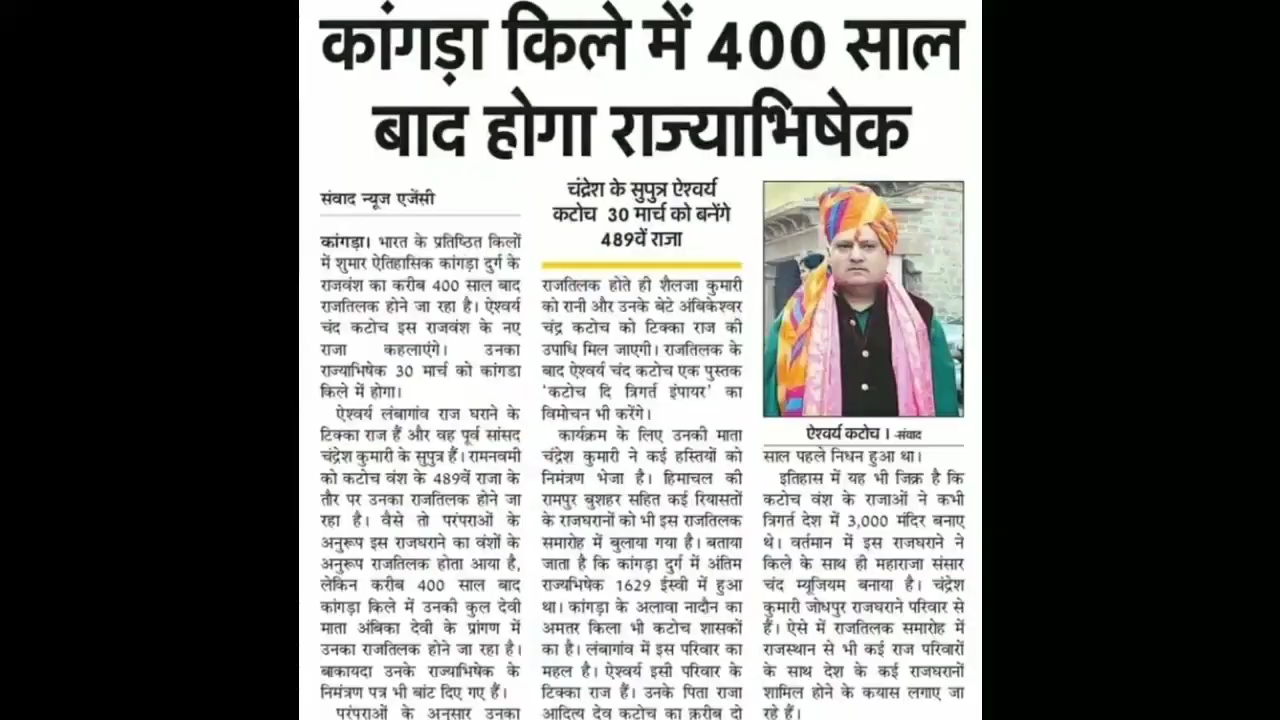 कांगड़ा किले में 400 साल
बाद होगा राज्याभिषेक
संवाद न्यूज एजेंसी
कांगड़ा। भारत के प्रतिष्ठित किलों
में शुमार ऐतिहासिक कांगड़ा दुर्ग के
राजवंश का करीब 400 साल बाद
राजतिलक होने जा रहा है। ऐश्वर्य
चंद कटोच इस राजवंश के नए
राजा कहलाएंगे। उनका
राज्याभिषेक 30 मार्च को कांगडा
किले में होगा।
ऐश्वर्य लंबागांव राज घराने के
टिक्का राज हैं और वह पूर्व सांसद
चंद्रेश कुमारी के सुपुत्र हैं। रामनवमी
को कटोच वंश के 489वें राजा के
तौर पर उनका राजतिलक होने जा
रहा है। वैसे तो परंपराओं के
अनुरूप इस राजघराने का वंशों के
अनुरूप राजतिलक होता आया है,
लेकिन करीब 400 साल बाद
कांगड़ा किले में उनकी कुल देवी
माता अंबिका देवी के प्रांगण में
उनका राजतिलक होने जा रहा है।
बाकायदा उनके राज्याभिषेक के
निमंत्रण पत्र भी बांट दिए गए हैं।
परंपराओं के अनुसार उनका
चंद्रेश के सुपुत्र ऐश्वर्य
कटोच 30 मार्च को बनेंगे
489वें राजा
राजतिलक होते ही शैलजा कुमारी
को रानी और उनके बेटे अंबिकेश्वर
चंद्र कटोच को टिक्का राज की
उपाधि मिल जाएगी। राजतिलक के
बाद ऐश्वर्य चंद कटोच एक पुस्तक
'कटोच दि त्रिगर्त इंपायर' का
विमोचन भी करेंगे।
कार्यक्रम के लिए उनकी माता
चंद्रेश कुमारी ने कई हस्तियों को
निमंत्रण भेजा है। हिमाचल की
रामपुर बुशहर सहित कई रियासतों
के राजघरानों को भी इस राजतिलक
समारोह में बुलाया गया है। बताया
जाता है कि कांगड़ा दुर्ग में अंतिम
राज्यभिषेक 1629 ईस्वी में हुआ
था। कांगड़ा के अलावा नादौन का
अमतर किला भी कटोच शासकों
का है। लंबागांव में इस परिवार का
महल है। ऐश्वर्य इसी परिवार के
टिक्का राज हैं। उनके पिता राजा
आदित्य देव कटोच का क़रीब दो
ऐश्वर्य कटोच। -संवाद
साल पहले निधन हुआ था।
इतिहास में यह भी जिक्र है कि
कटोच वंश के राजाओं ने कभी
त्रिगर्त देश में 3,000 मंदिर बनाए
थे। वर्तमान में इस राजघराने ने
किले के साथ ही महाराजा संसार
चंद म्यूजियम बनाया है। चंद्रेश
कुमारी जोधपुर राजघराने परिवार से
हैं। ऐसे में राजतिलक समारोह में
राजस्थान से भी कई राज परिवारों
के साथ देश के कई राजघरानों
शामिल होने के कयास लगाए जा
रहे हैं।